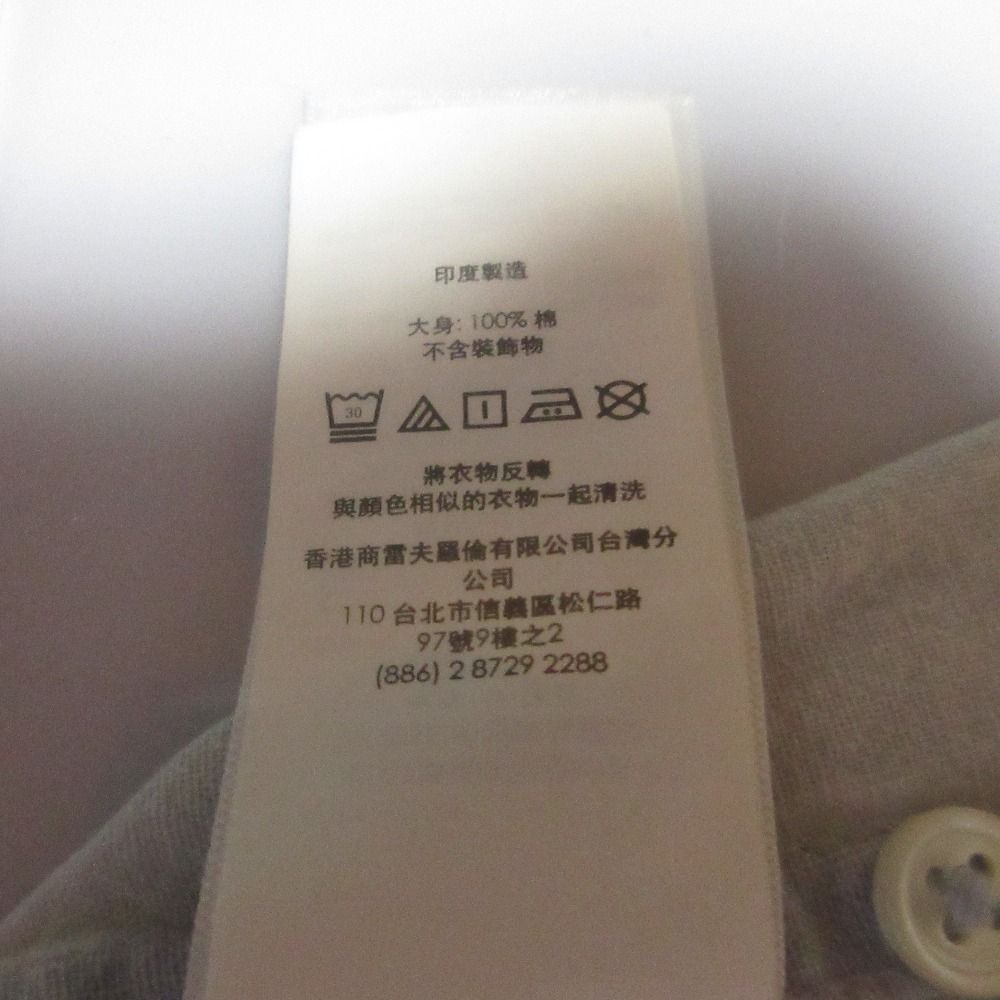 印度製造
大身: 100% 棉
不含裝飾物
30
將衣物反轉
與顏色相似的衣物一起清洗
香港商雷夫羅倫有限公司台灣分
公司
110 台北市信義區松仁路
97號9樓之2
(886) 2 8729 2288